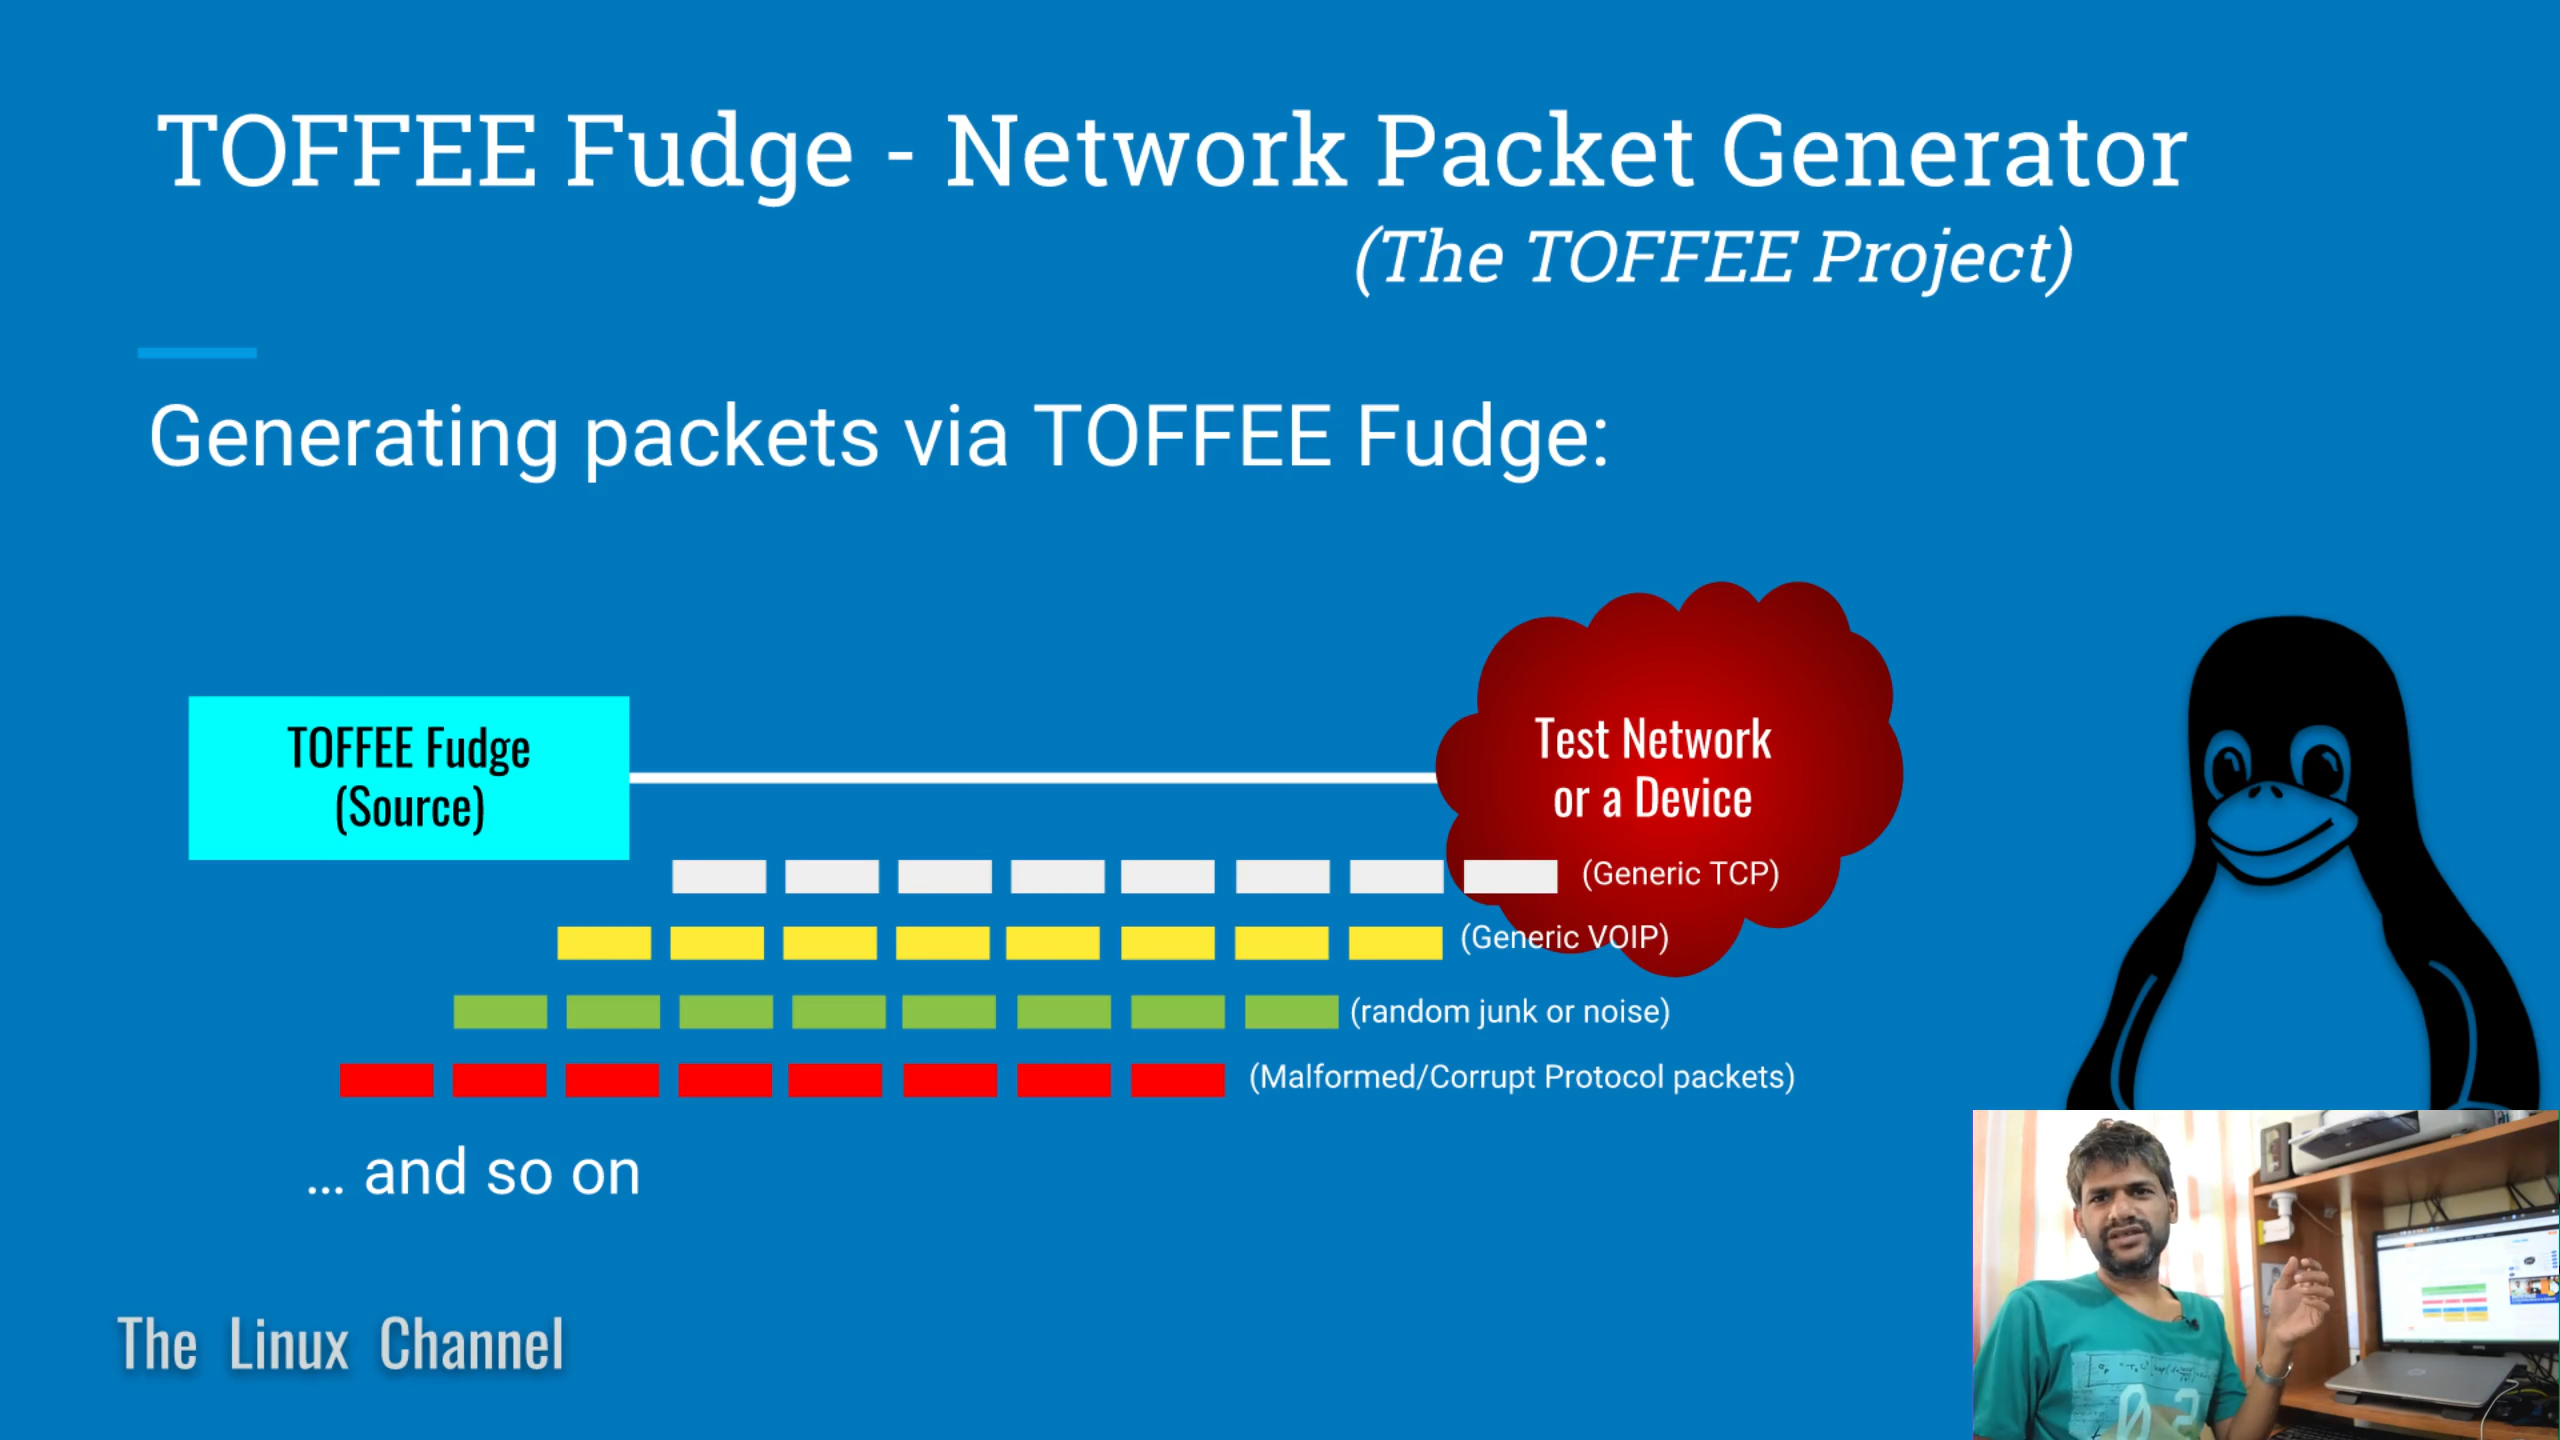 TOFFEE Fudge - Network Packet Generator
(The TOFFEE Project)
Generating packets via TOFFEE Fudge:
TOFFEE Fudge
(Source)
Test Network
or a Device
(Generic TCP)
(Generic VOIP)
(random junk or noise)
(Malformed/Corrupt Protocol packets)
... and so on
The Linux Channel